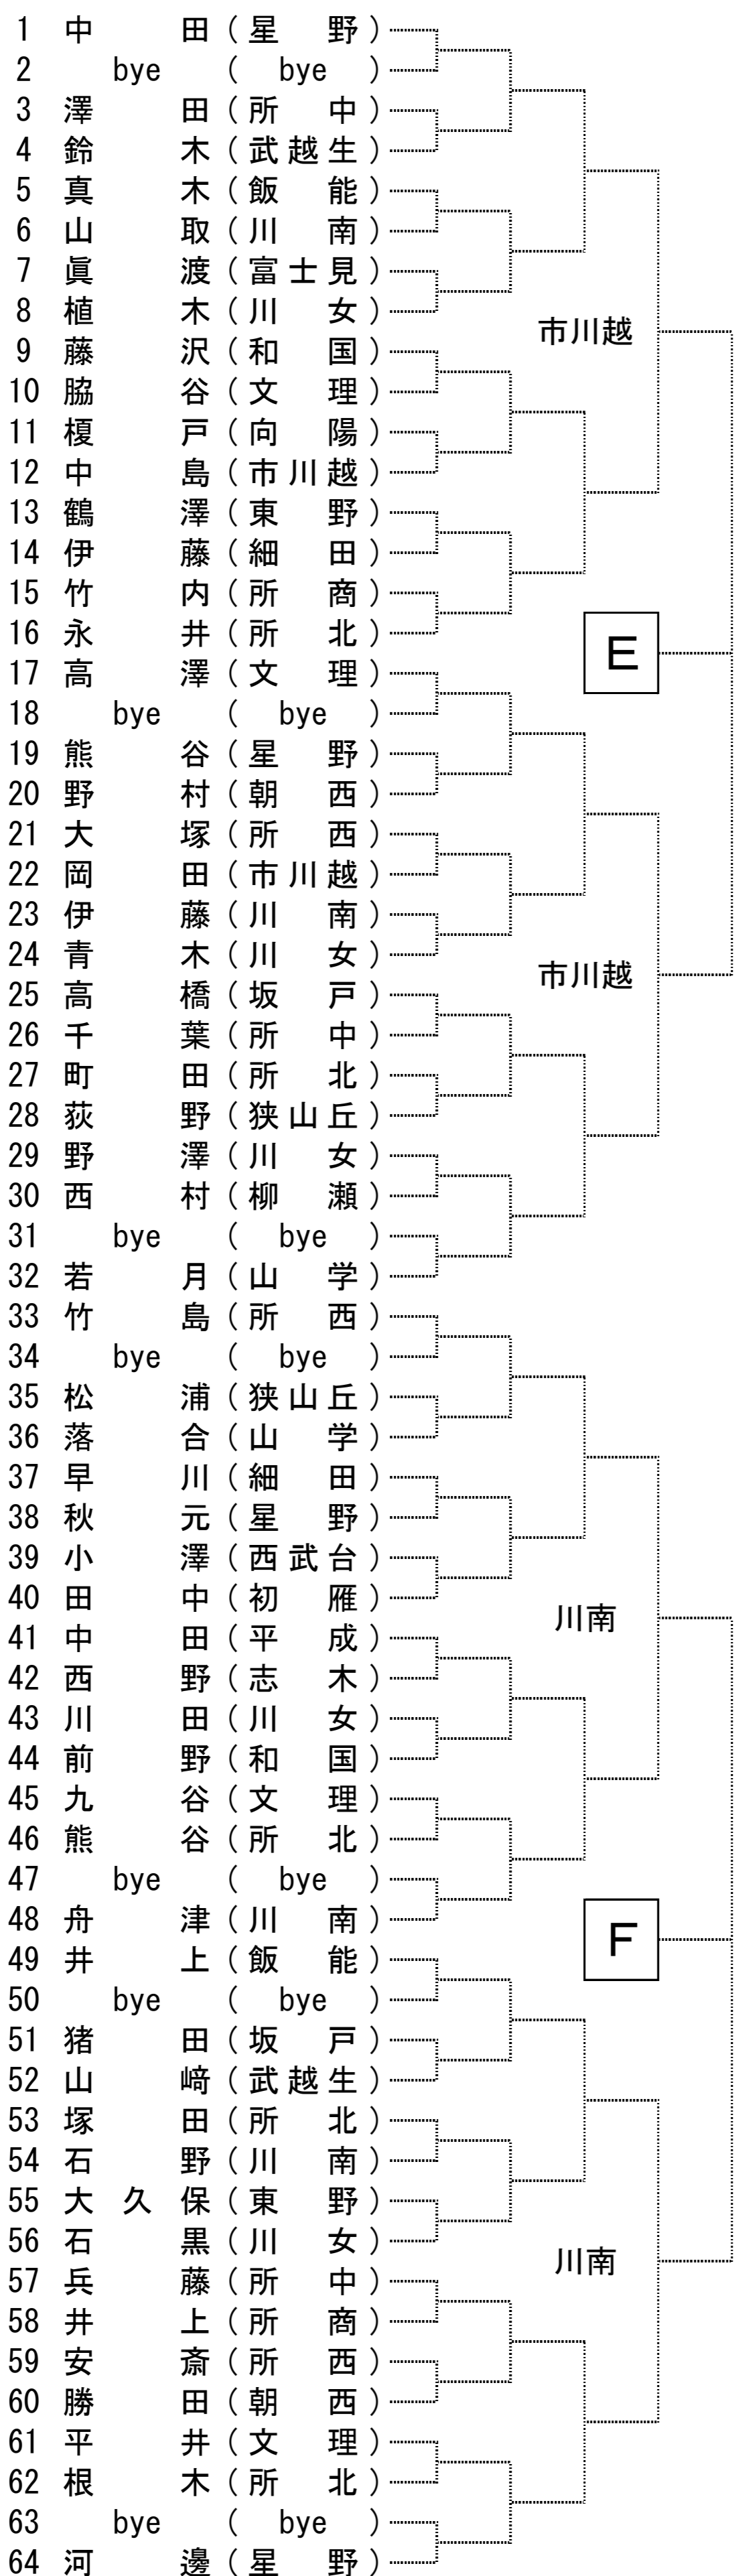 1 中田(星野)
2 bye(bye)
3 澤田(所中)
4 鈴木(武越生)
5 真木(飯能)
6 山取(川南)
7 眞渡(富士見)
8 植木(川女)
市川越
9 藤沢(和国)
10 脇谷(文理)
11 榎戸(向陽)
12 中島(市川越)
13 鶴澤(東野)
14 伊藤(細田)
15 竹内(所商)
16 永井(所北)
E
17 高澤(文理)
18 bye(bye)
19 熊谷(星野)
20 野村(朝西)
21 大塚(所西)
22 岡田(市川越)
23 伊藤(川南)
24 青木(川女)
市川越
25 高橋(坂戸)
26 千葉(所中)
27 町田(所北)
28 荻野(狭山丘)
29 野澤(川女)
30 西村(柳瀬)
31 bye(bye)
32 若月(山学)
33 竹島(所西)
34 bye(bye)
35 松浦(狭山丘)
36 落合(山学)
37 早川(細田)
38 秋元(星野)
39 小澤(西武台)
40 田中(初雁)
川南
41 中田(平成)
42 西野(志木)
43 川田(川女)
44 前野(和国)
45 九谷(文理)
46 熊谷(所北)
47 bye(bye)
48 舟津(川南)
F
49 井上(飯能)
50 bye(bye)
51 猪田(坂戸)
52 山﨑(武越生)
53 塚田(所北)
54 石野(川南)
55 大久保(東野)
56 石黒(川女)
川南
57 兵藤(所中)
58 井上(所商)
59 安斎(所西)
60 勝田(朝西)
61 平井(文理)
62 根木(所北)
63 bye(bye)
64 河邊(星野)